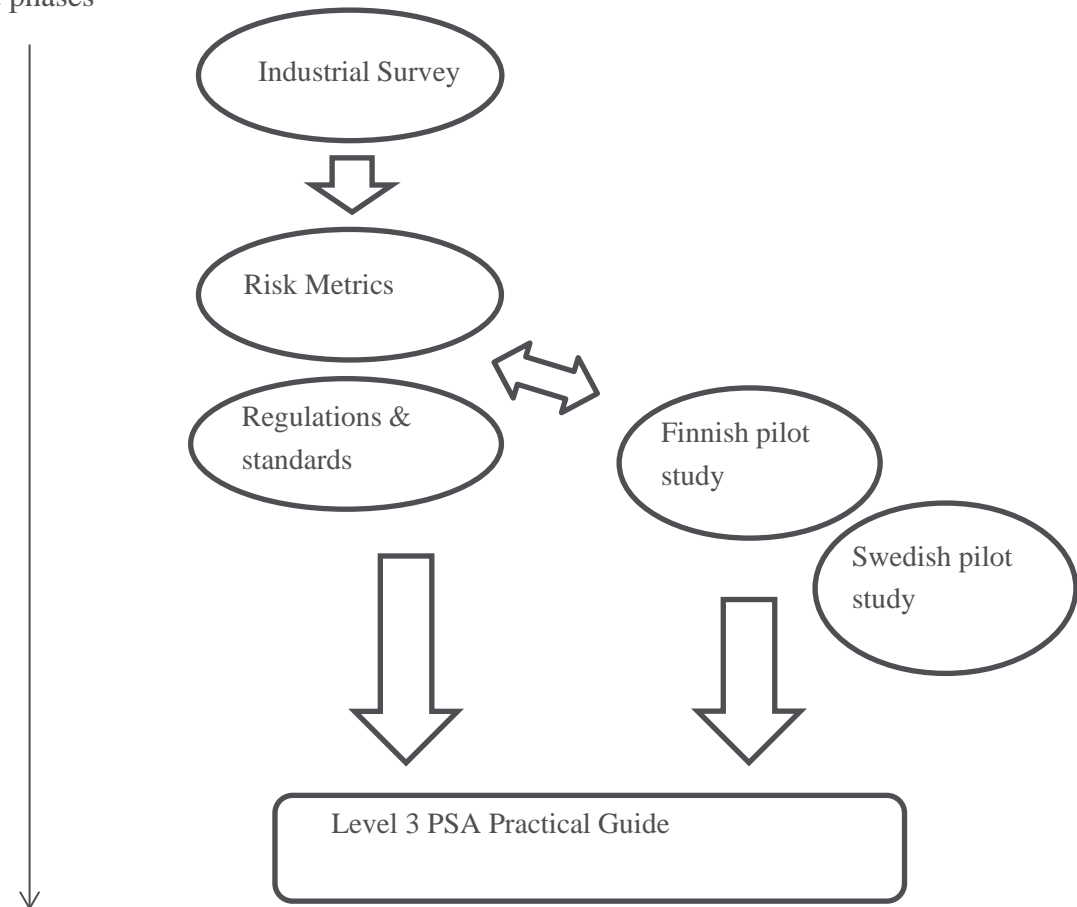 phases
Industrial Survey
Risk Metrics
Regulations &
standards
Finnish pilot
study
Swedish pilot
study
Level 3 PSA Practical Guide